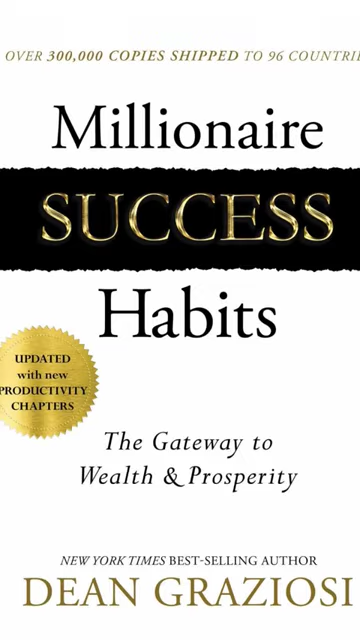 OVER 300,000 COPIES SHIPPED TO 96 COUNTRIE
Millionaire
SUCCESS
Habits
UPDATED
with new
PRODUCTIVITY
CHAPTERS
The Gateway to
Wealth & Prosperity
NEW YORK TIMES BEST-SELLING AUTHOR
DEAN GRAZIOSI